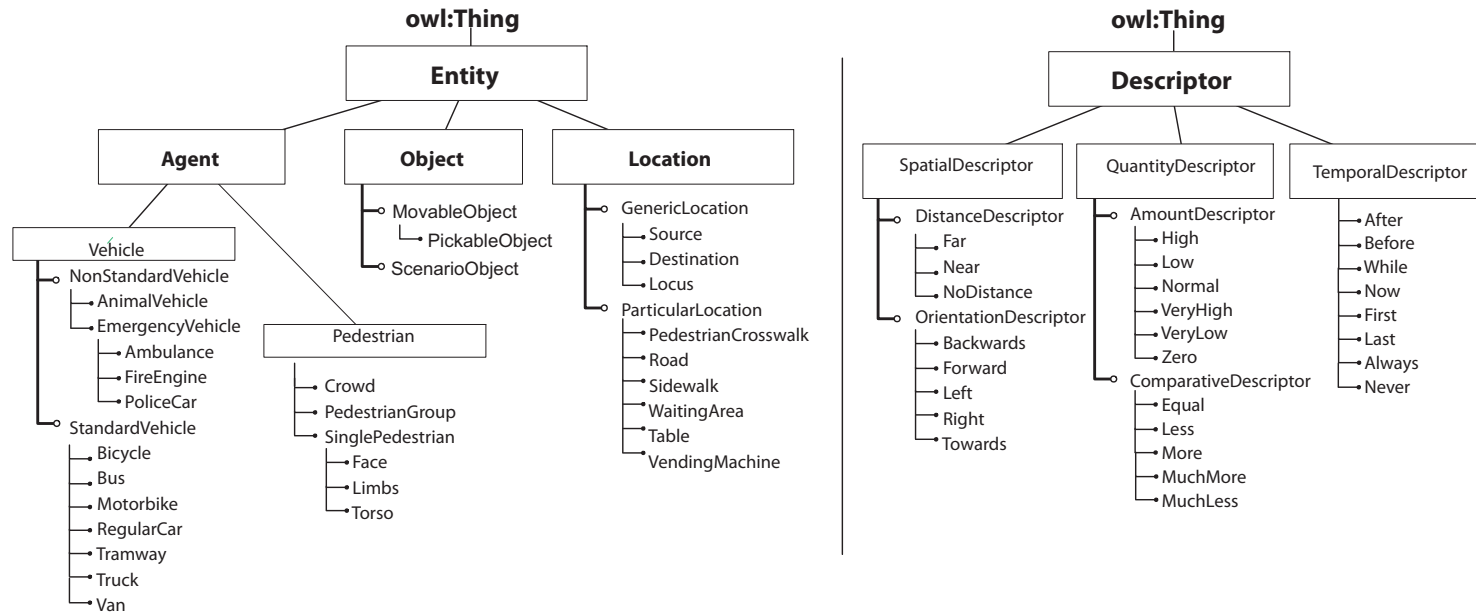 owl:Thing
Entity
Agent
Object
Location
Vehicle
NonStandardVehicle
AnimalVehicle
EmergencyVehicle
Ambulance
FireEngine
PoliceCar
StandardVehicle
Bicycle
Bus
Motorbike
RegularCar
Tramway
Truck
Van
Pedestrian
Crowd
PedestrianGroup
SinglePedestrian
Face
Limbs
Torso
MovableObject
PickableObject
ScenarioObject
GenericLocation
Source
Destination
Locus
ParticularLocation
PedestrianCrosswalk
Road
Sidewalk
WaitingArea
Table
VendingMachine
owl:Thing
Descriptor
SpatialDescriptor
QuantityDescriptor
TemporalDescriptor
DistanceDescriptor
Far
Near
NoDistance
OrientationDescriptor
Backwards
Forward
Left
Right
Towards
AmountDescriptor
High
Low
Normal
VeryHigh
VeryLow
Zero
ComparativeDescriptor
Equal
Less
More
MuchMore
MuchLess
After
Before
While
Now
First
Last
Always
Never